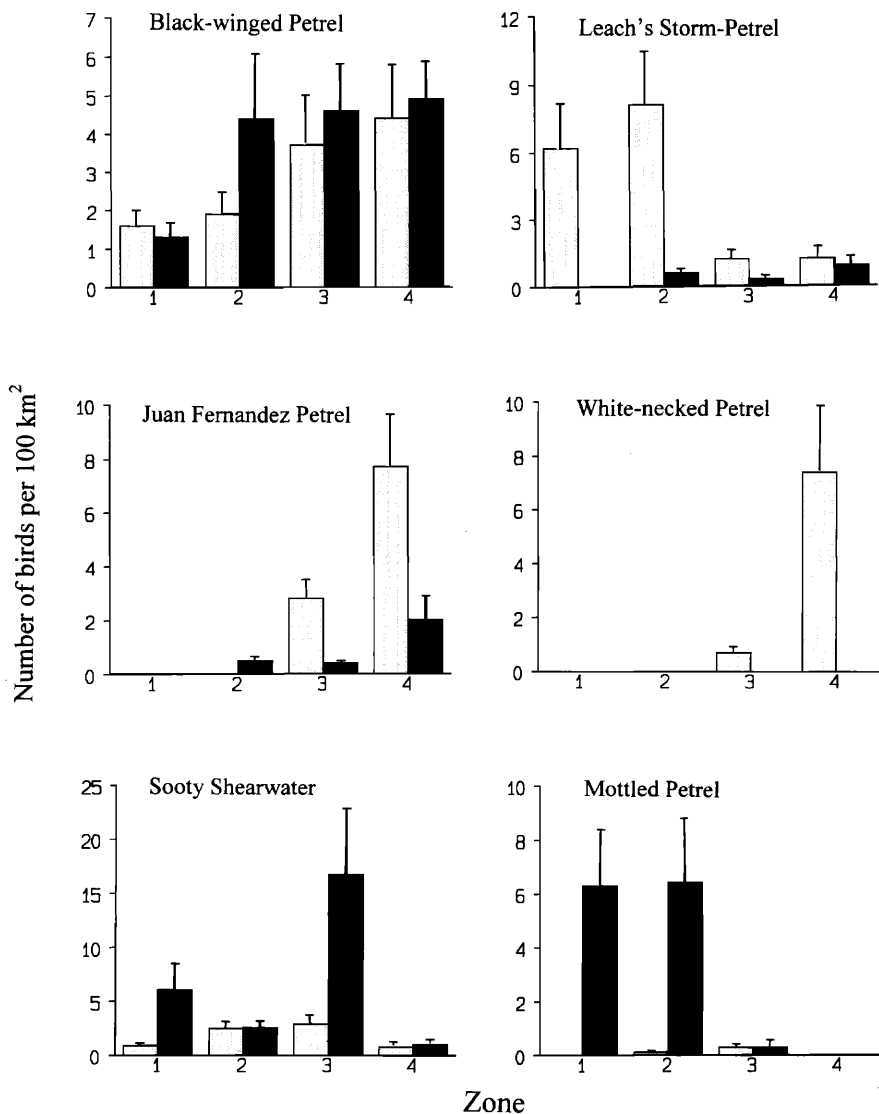 Black-winged Petrel
7
6
5
4
3
2
1
0
1 2 3 4
Leach's Storm-Petrel
12
9
6
3
0
1 2 3 4
Number of birds per 100 km²
Juan Fernandez Petrel
10
8
6
4
2
0
1 2 3 4
White-necked Petrel
10
8
6
4
2
0
1 2 3 4
Sooty Shearwater
25
20
15
10
5
0
1 2 3 4
Mottled Petrel
10
8
6
4
2
0
1 2 3 4
Zone